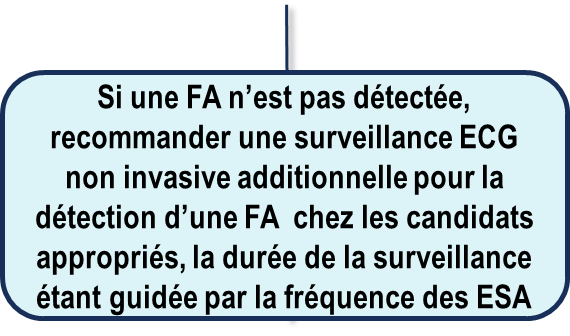 Si une FA n’est pas détectée,
recommander une surveillance ECG
non invasive additionnelle pour la
détection d’une FA chez les candidats
appropriés, la durée de la surveillance
étant guidée par la fréquence des ESA